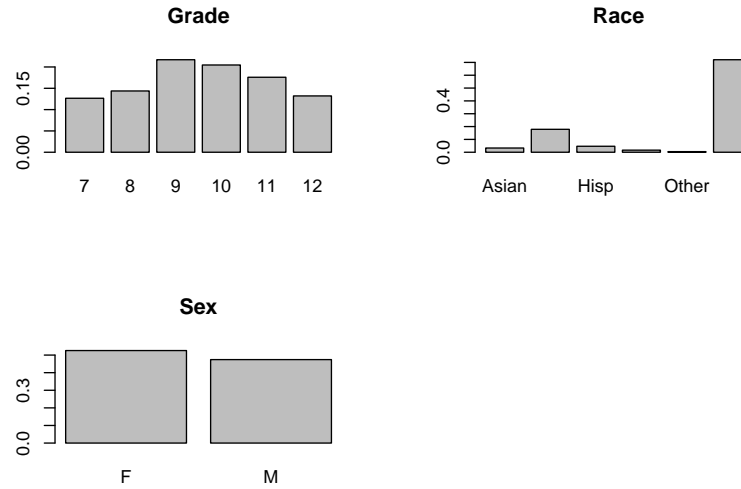 Grade
0.00 0.15
7 8 9 10 11 12
Race
0.0 0.4
Asian Hisp Other
Sex
0.0 0.3
F M